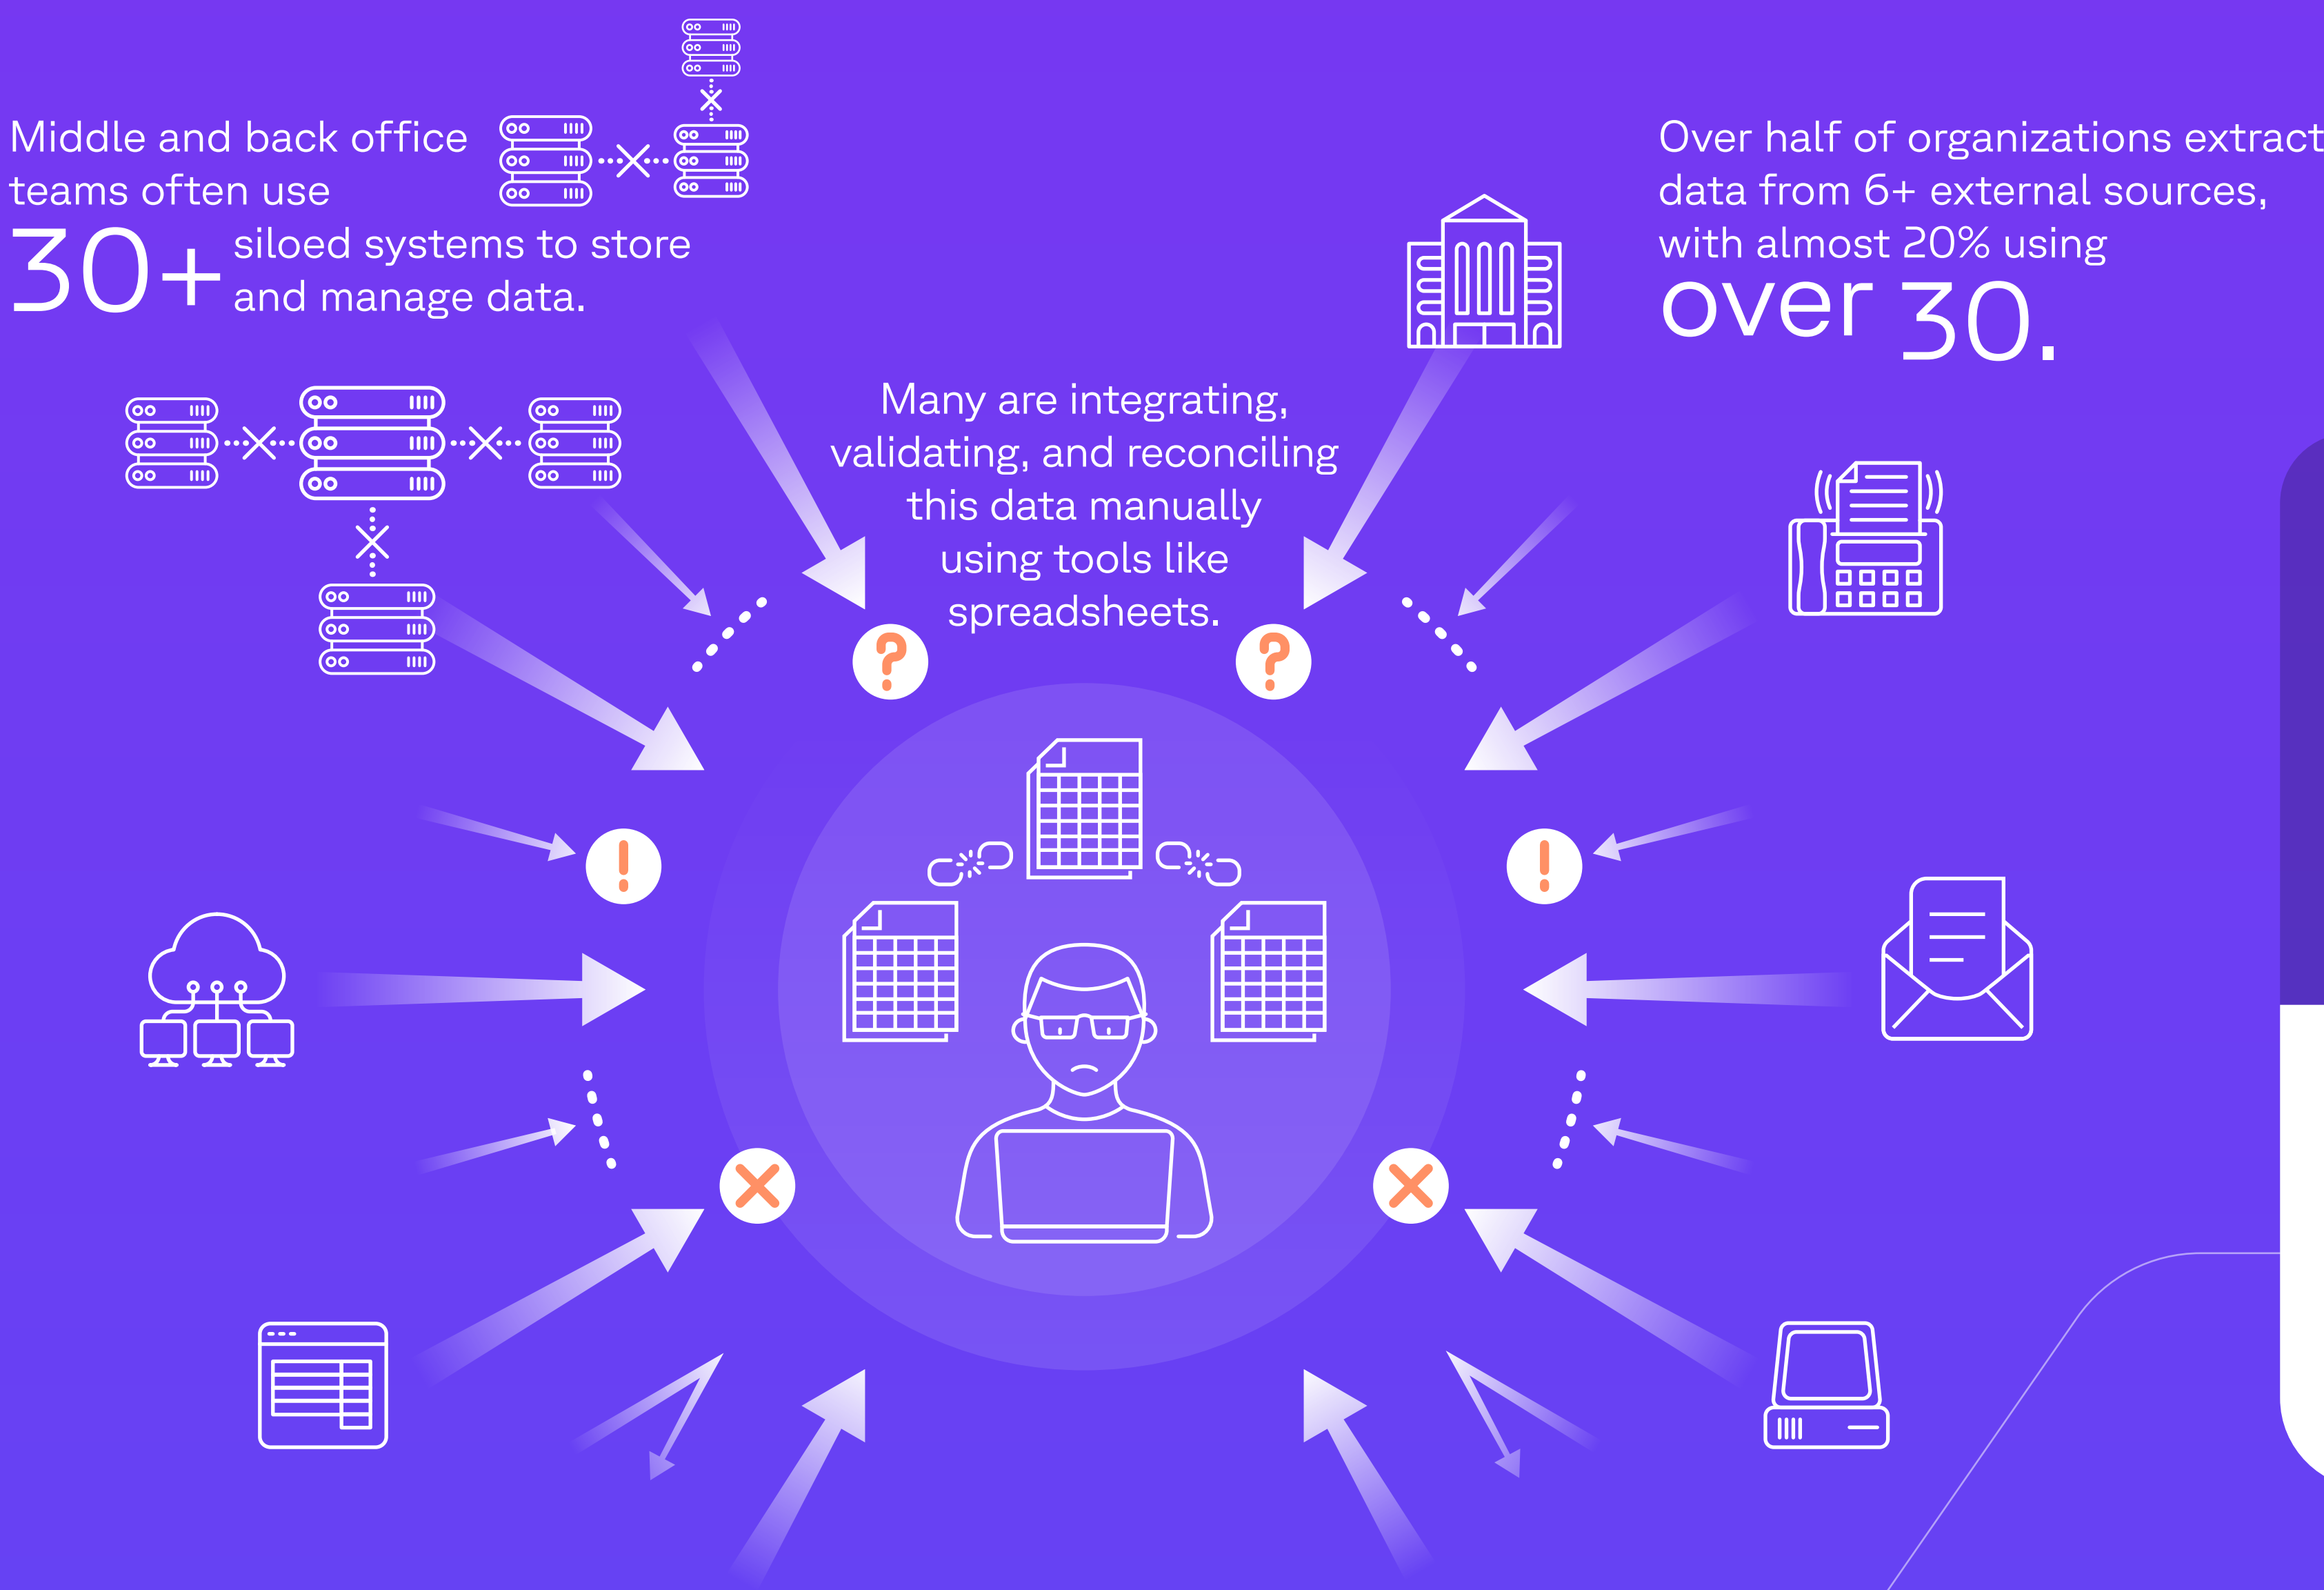 Middle and back office
teams often use
30+ siloed systems to store
and manage data.
Many are integrating,
validating, and reconciling
this data manually
using tools like
spreadsheets.
Over half of organizations extract
data from 6+ external sources,
with almost 20% using
over 30.